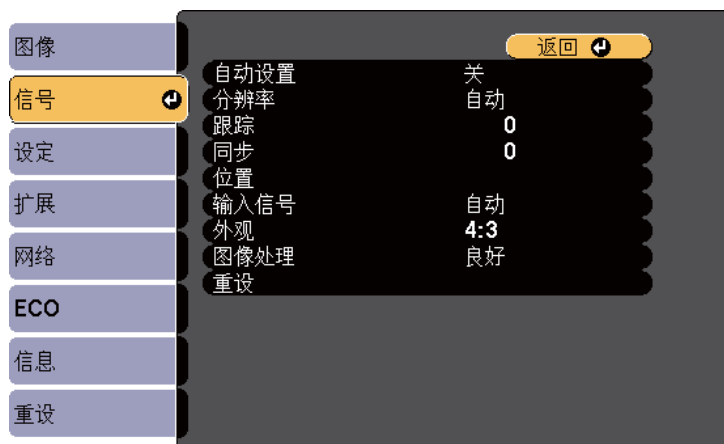 图像
信号
设定
扩展
网络
ECO
信息
重设
返回
自动设置 关
分辨率 自动
跟踪 0
同步 0
位置
输入信号 自动
外观 4:3
图像处理 良好
重设